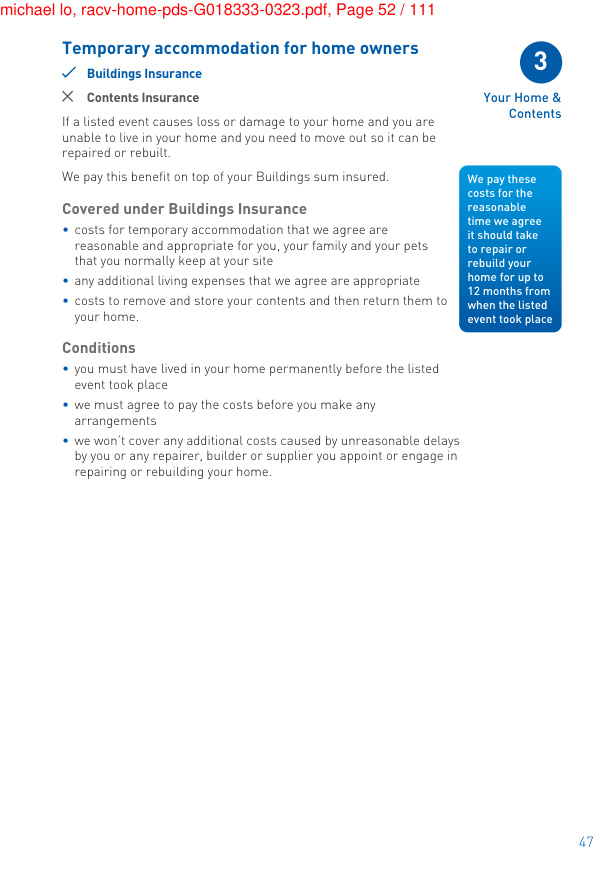 michael lo, racv-home-pds-G018333-0323.pdf, Page 52 / 111
Temporary accommodation for home owners
Buildings Insurance
Contents Insurance
If a listed event causes loss or damage to your home and you are
unable to live in your home and you need to move out so it can be
repaired or rebuilt.
We pay this benefit on top of your Buildings sum insured.
Covered under Buildings Insurance
• costs for temporary accommodation that we agree are
reasonable and appropriate for you, your family and your pets
that you normally keep at your site
• any additional living expenses that we agree are appropriate
• costs to remove and store your contents and then return them to
your home.
Conditions
• you must have lived in your home permanently before the listed
event took place
• we must agree to pay the costs before you make any
arrangements
• we won't cover any additional costs caused by unreasonable delays
by you or any repairer, builder or supplier you appoint or engage in
repairing or rebuilding your home.
3
Your Home &
Contents
We pay these
costs for the
reasonable
time we agree
it should take
to repair or
rebuild your
home for up to
12 months from
when the listed
event took place
47